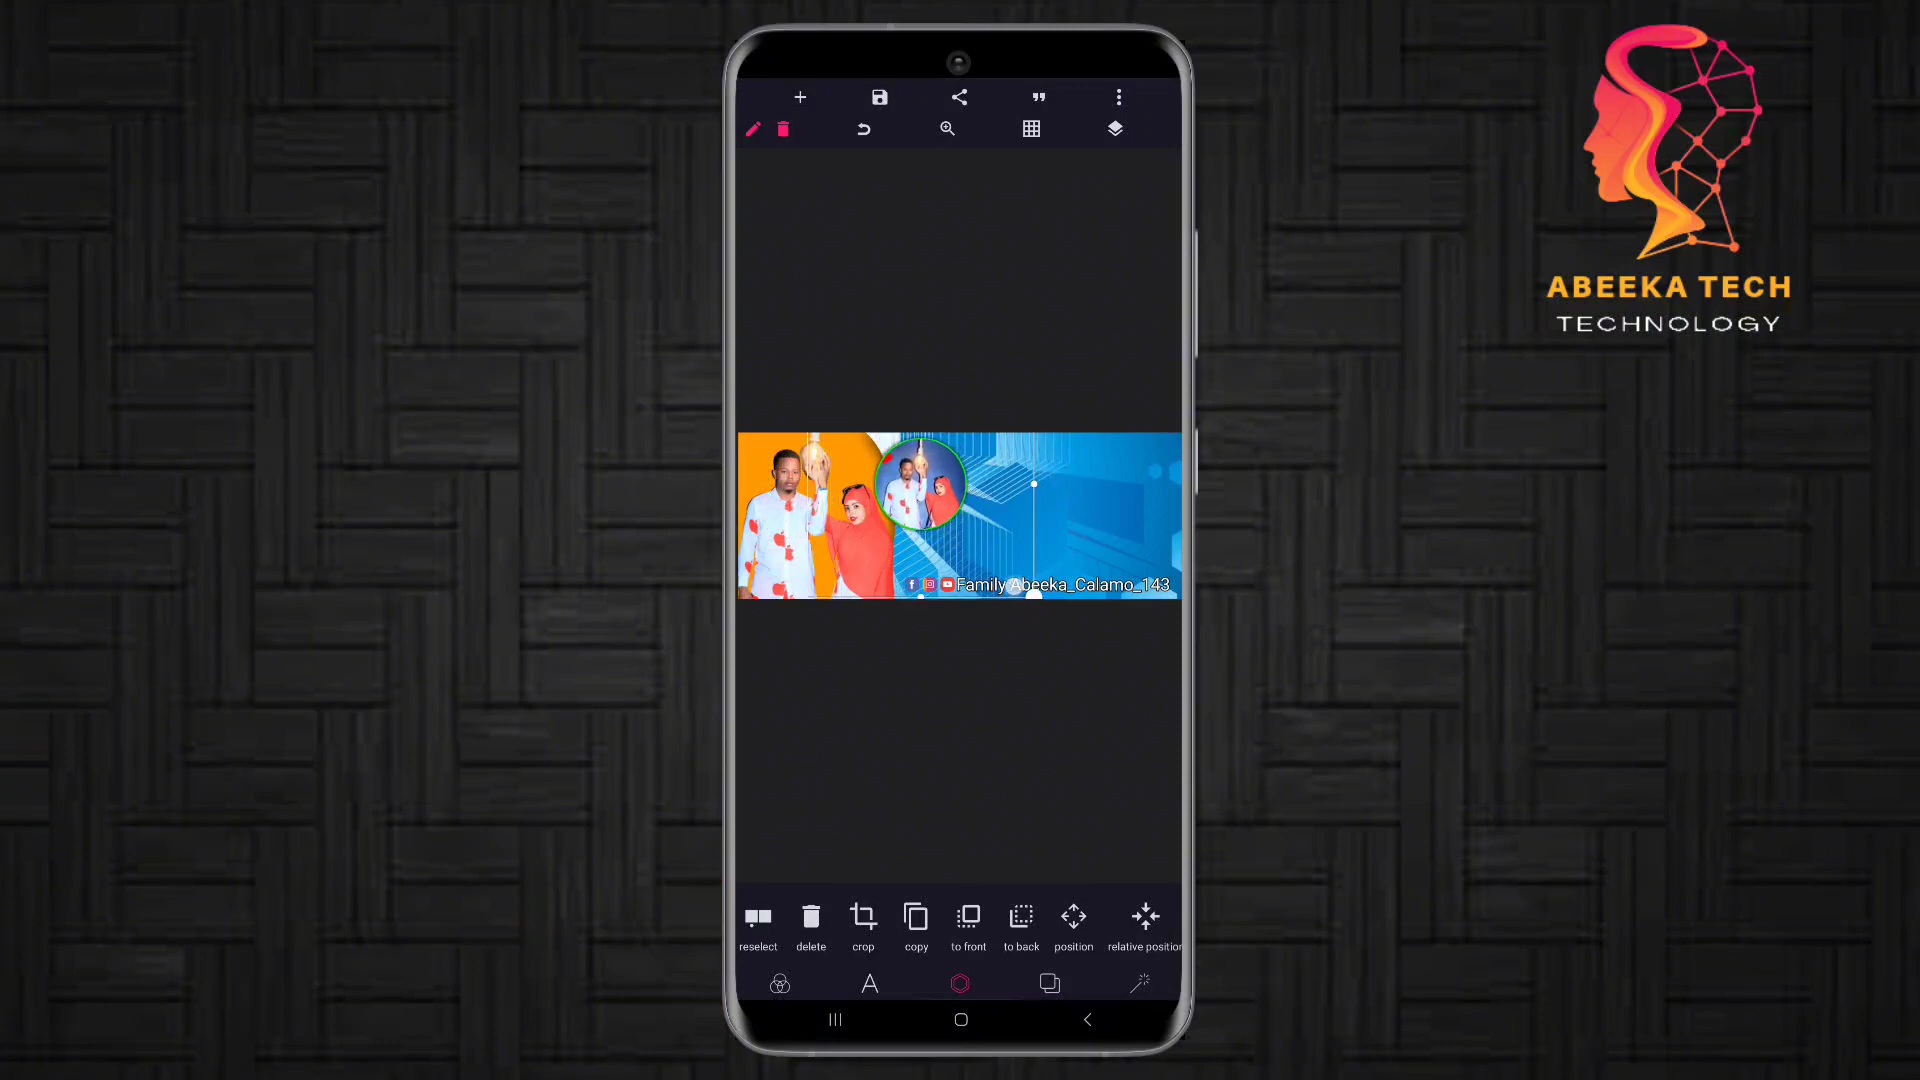 ABEEKA TECH
TECHNOLOGY
Family Abeeka_Calamo_143
reselect delete crop copy to front to back position relative position